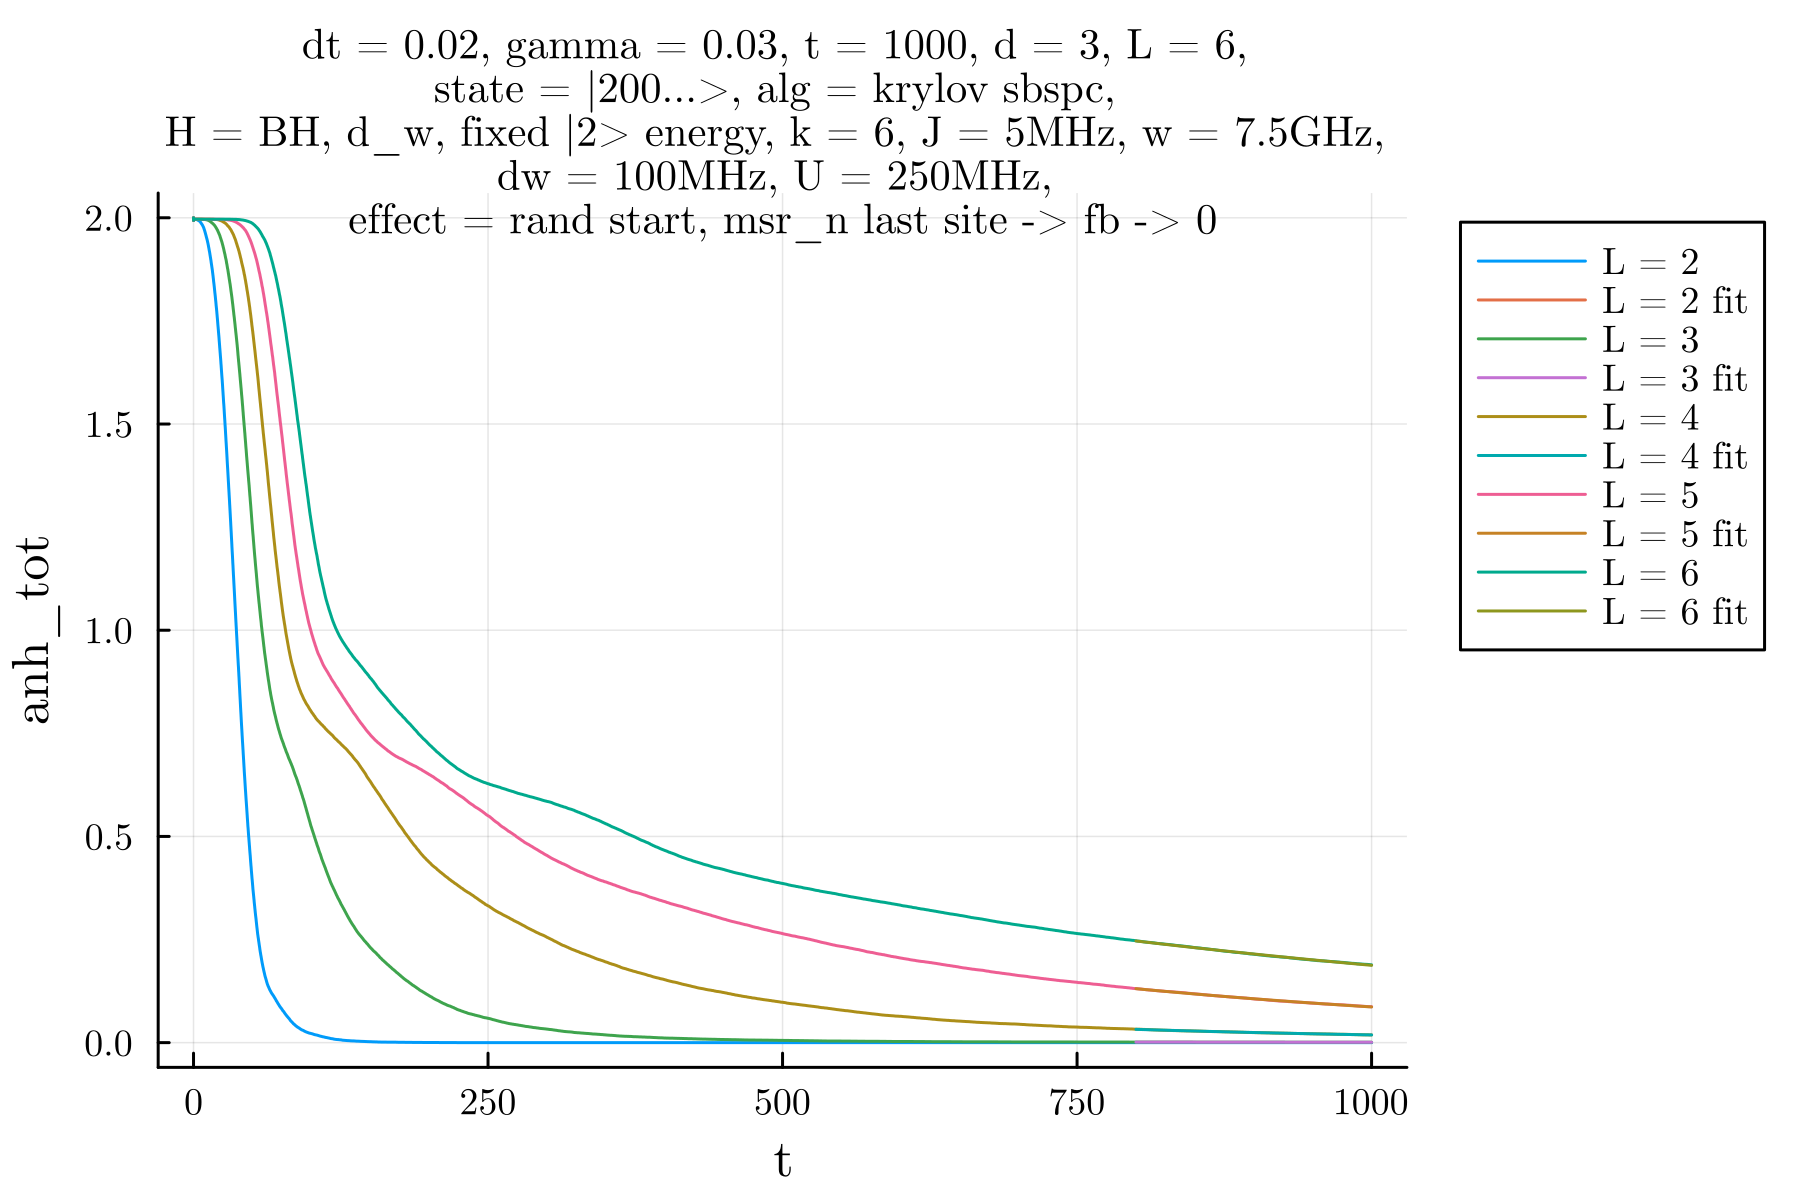 dt = 0.02, gamma = 0.03, t = 1000, d = 3, L = 6,
state = |200...>, alg = krylov sbspc,
H = BH, d_w, fixed |2> energy, k = 6, J = 5MHz, w = 7.5GHz,
dw = 100MHz, U = 250MHz,
effect = rand start, msr_n last site -> fb -> 0
anh_tot
2.0
1.5
1.0
0.5
0.0
0
250
500
750
1000
t
L = 2
L = 2 fit
L = 3
L = 3 fit
L = 4
L = 4 fit
L = 5
L = 5 fit
L = 6
L = 6 fit